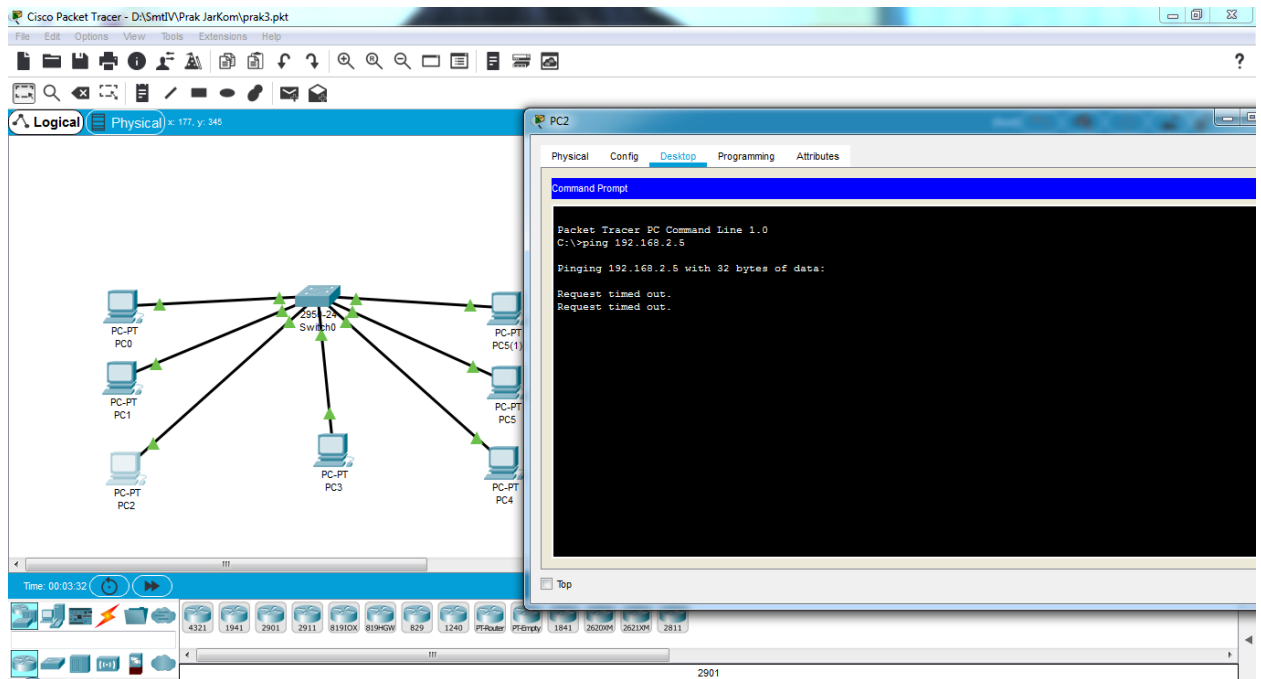 Cisco Packet Tracer - D:\SmtIV\Prak JarKom\prak3.pkt
File Edit Options View Tools Extensions Help
Logical Physical x: 177, y: 345
PC2
Physical Config Desktop Programming Attributes
Command Prompt
Packet Tracer PC Command Line 1.0
C:\>ping 192.168.2.5
Pinging 192.168.2.5 with 32 bytes of data:
Request timed out.
Request timed out.
2950-24
Switch0
PC-PT
PC0
PC-PT
PC5(1)
PC-PT
PC1
PC-PT
PC5
PC-PT
PC2
PC-PT
PC3
PC-PT
PC4
Top
Time: 00:03:32
4321 1941 2901 2911 819IOX 819HGW 829 1240 PT-Router PT-Empty 1841 2620XM 2621XM 2811
2901